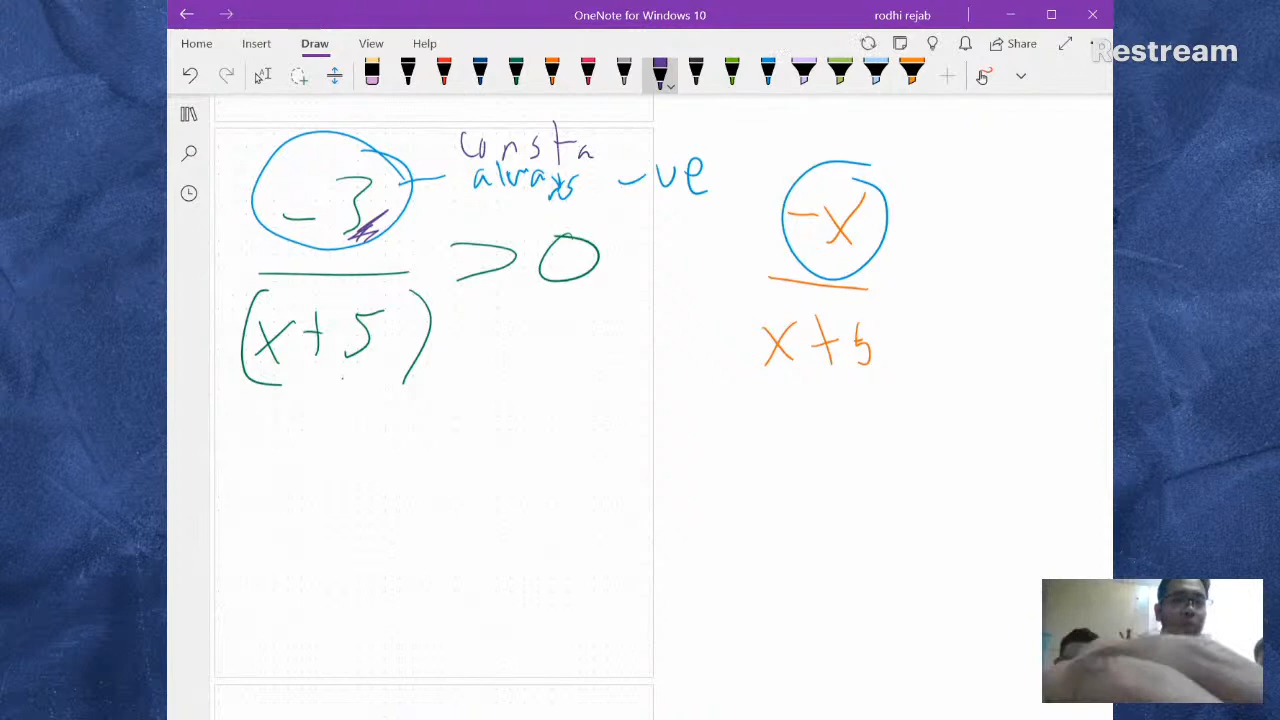 OneNote for Windows 10
rodhi rejab
Home Insert Draw View Help
Share
Restream
consta
always -ve
-3
> 0
(x+5)
-x
x+5